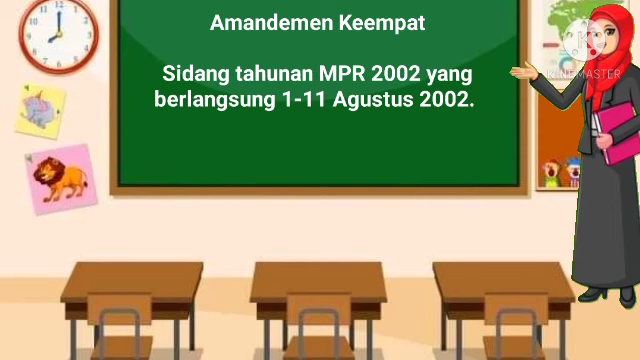 Amandemen Keempat
Sidang tahunan MPR 2002 yang
berlangsung 1-11 Agustus 2002.
KINEMASTER